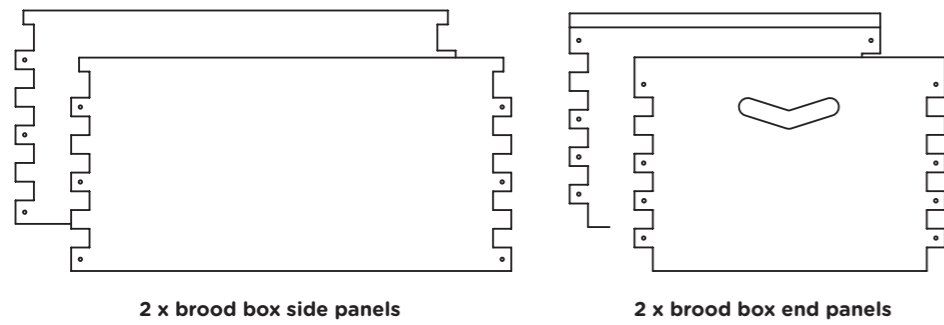 2 x brood box side panels
2 x brood box end panels